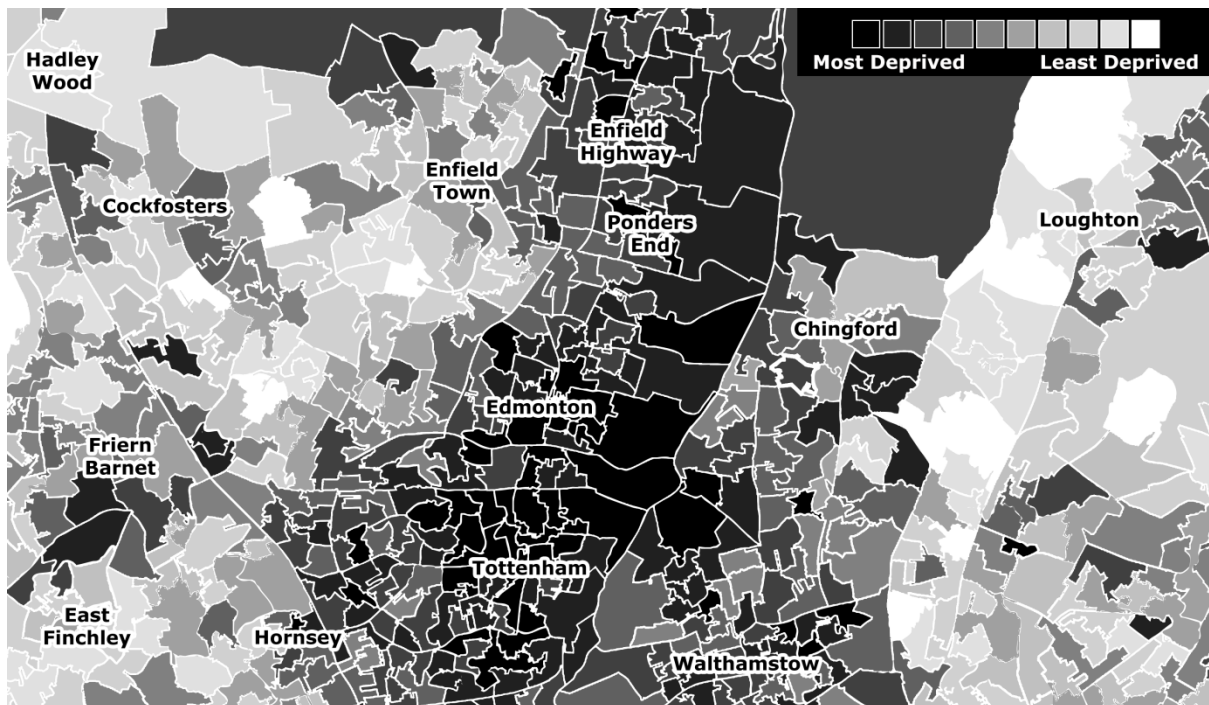 Most Deprived Least Deprived
Hadley
Wood
Enfield
Highway
Enfield
Town
Cockfosters
Ponders
End
Loughton
Chingford
Edmonton
Friern
Barnet
Tottenham
East
Finchley
Hornsey
Walthamstow